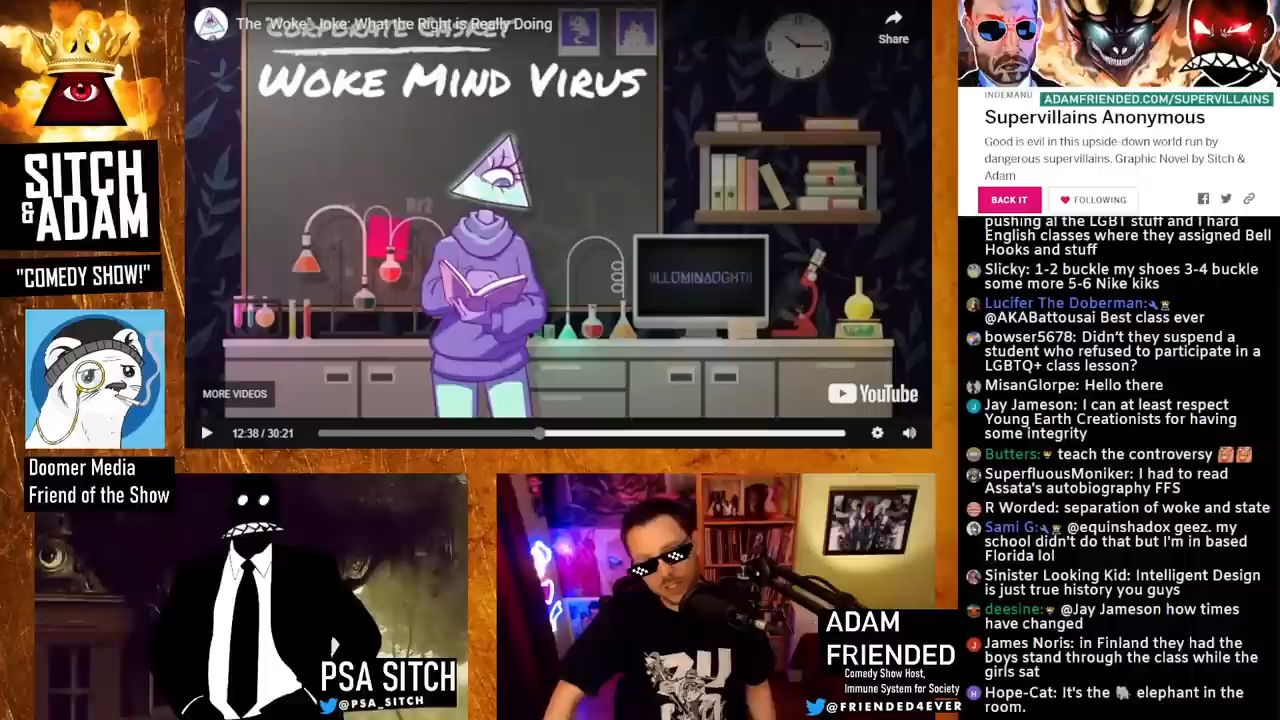 The "Woke" Joke: What the Right is Really Doing
CORPORATE CASKET
WOKE MIND VIRUS
Share
Br2
ILLUMINAUGHTII
MORE VIDEOS
YouTube
12:38 / 30:21
SITCH
& ADAM
"COMEDY SHOW!"
Doomer Media
Friend of the Show
PSA SITCH
@PSA_SITCH
ADAM
FRIENDED
Comedy Show Host,
Immune System for Society
@FRIENDED4EVER
INDEMAND
ADAMFRIENDED.COM/SUPERVILLAINS
Supervillains Anonymous
Good is evil in this upside-down world run by
dangerous supervillains. Graphic Novel by Sitch &
Adam
BACK IT
FOLLOWING
pushing al the LGBT stuff and I hard
English classes where they assigned Bell
Hooks and stuff
Slicky: 1-2 buckle my shoes 3-4 buckle
some more 5-6 Nike kiks
Lucifer The Doberman:
@AKABattousai Best class ever
bowser5678: Didn't they suspend a
student who refused to participate in a
LGBTQ+ class lesson?
MisanGlorpe: Hello there
Jay Jameson: I can at least respect
Young Earth Creationists for having
some integrity
Butters: teach the controversy
SuperfluousMoniker: I had to read
Assata's autobiography FFS
R Worded: separation of woke and state
Sami G: @equinshadox geez. my
school didn't do that but I'm in based
Florida lol
Sinister Looking Kid: Intelligent Design
is just true history you guys
deesine: @Jay Jameson how times
have changed
James Noris: in Finland they had the
boys stand through the class while the
girls sat
Hope-Cat: It's the 🐘 elephant in the
room.